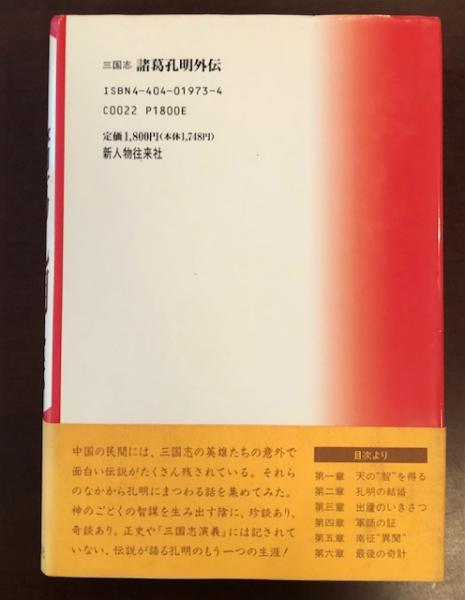 三国志 諸葛孔明外伝
ISBN4-404-01973-4
C0022 P1800E
定価1,800円(本体1,748円)
新人物往来社
中国の民間には、三国志の英雄たちの意外で
面白い伝説がたくさん残されている。それら
のなかから孔明にまつわる話を集めてみた。
神のごとくの智謀を生み出す陰に、珍談あり、
奇談あり。正史や『三国志演義』には記されて
いない、伝説が語る孔明のもう一つの生涯!
目次より
第一章 天の“智”を得る
第二章 孔明の結婚
第三章 出廬のいきさつ
第四章 軍師の証
第五章 南征“異聞”
第六章 最後の奇計